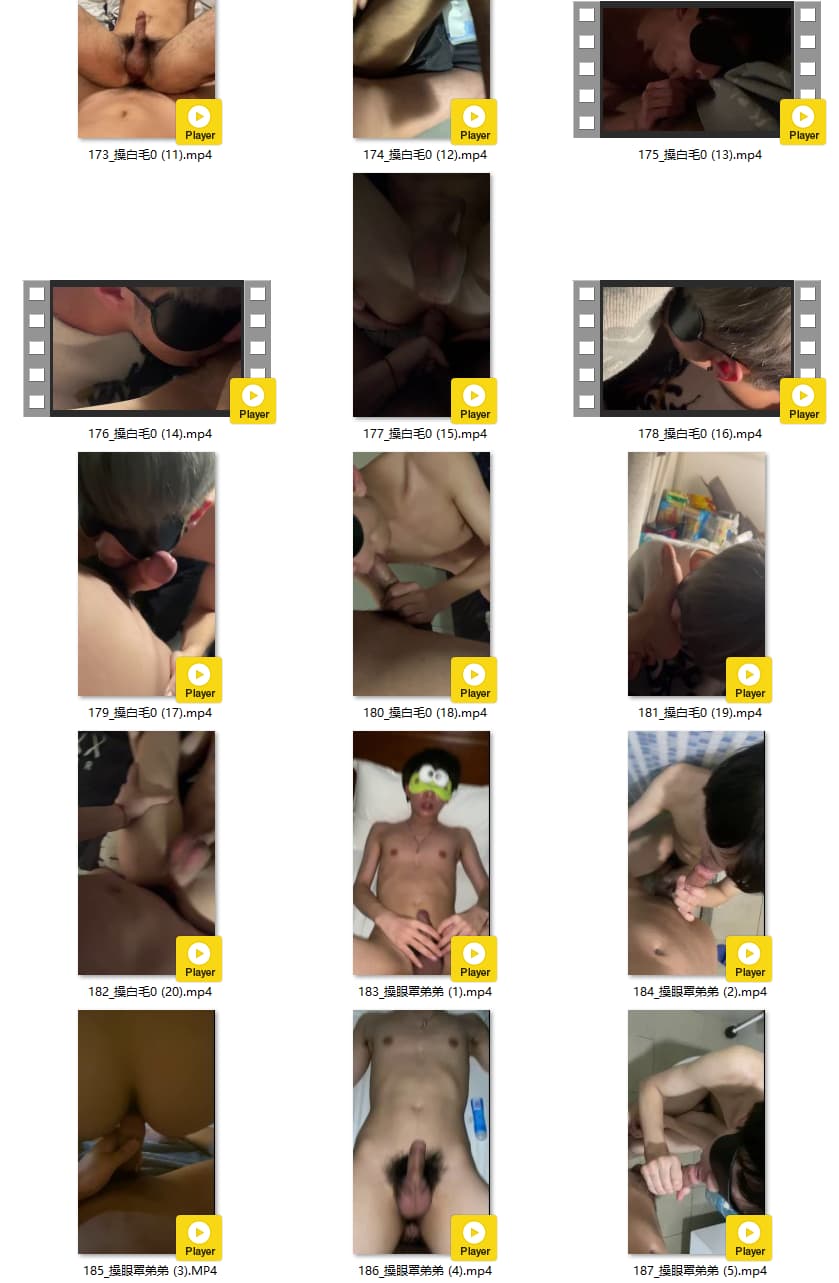 Player Player Player
173_操白毛0 (11).mp4 174_操白毛0 (12).mp4 175_操白毛0 (13).mp4
Player Player Player
176_操白毛0 (14).mp4 177_操白毛0 (15).mp4 178_操白毛0 (16).mp4
Player Player Player
179_操白毛0 (17).mp4 180_操白毛0 (18).mp4 181_操白毛0 (19).mp4
Player Player Player
182_操白毛0 (20).mp4 183_操眼罩弟弟 (1).mp4 184_操眼罩弟弟 (2).mp4
Player Player Player
185_操眼罩弟弟 (3).MP4 186_操眼罩弟弟 (4).mp4 187_操眼罩弟弟 (5).mp4